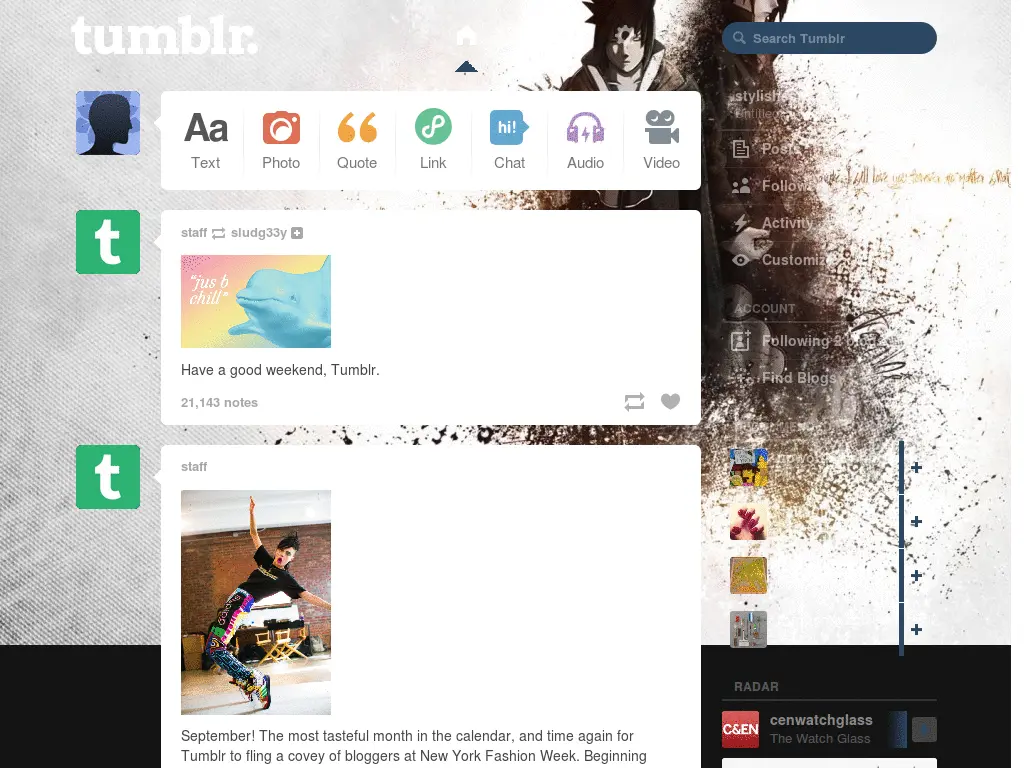 tumblr.
Search Tumblr
Aa
Text
Photo
Quote
Link
hi!
Chat
Audio
Video
Posts
Activity
Customize
ACCOUNT
Following 2 blogs
Find Blogs
t
staff sludg33y
"jus b
chill"
Have a good weekend, Tumblr.
21,143 notes
t
staff
September! The most tasteful month in the calendar, and time again for
Tumblr to fling a covey of bloggers at New York Fashion Week. Beginning
RADAR
C&EN
cenwatchglass
The Watch Glass